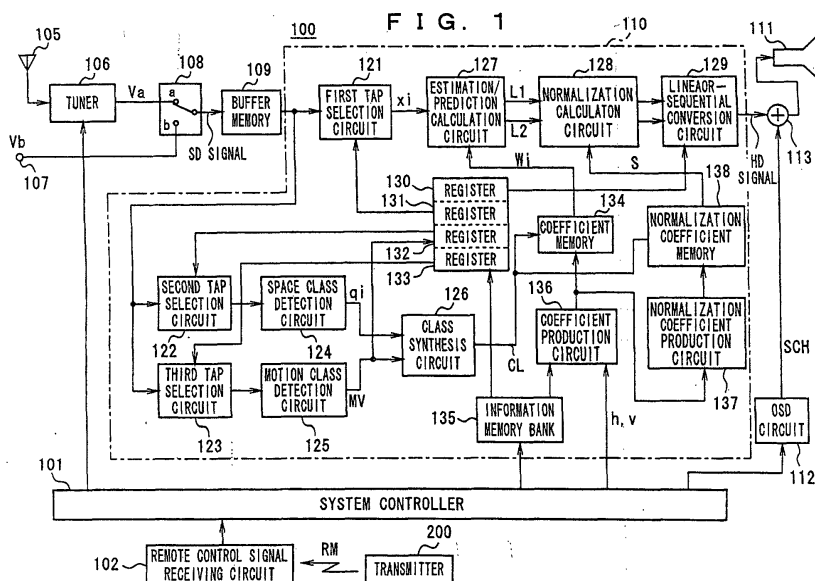 FIG. 1
105
100
110
111
106
108
109
121
127
128
129
TUNER
Va
a
b
BUFFER
MEMORY
FIRST TAP
SELECTION
CIRCUIT
xi
ESTIMATION/
PREDICTION
CALCULATION
CIRCUIT
L1
L2
NORMALIZATION
CALCULATON
CIRCUIT
LINEAOR-
SEQUENTIAL
CONVERSION
CIRCUIT
113
Vb
107
SD SIGNAL
HD
SIGNAL
Wi
S
130
REGISTER
131
REGISTER
132
REGISTER
133
REGISTER
134
COEFFICIENT
MEMORY
138
NORMALIZATION
COEFFICIENT
MEMORY
SECOND TAP
SELECTION
CIRCUIT
122
SPACE CLASS
DETECTION
CIRCUIT
124
qi
126
CLASS
SYNTHESIS
CIRCUIT
CL
136
COEFFICIENT
PRODUCTION
CIRCUIT
NORMALIZATION
COEFFICIENT
PRODUCTION
CIRCUIT
137
SCH
THIRD TAP
SELECTION
CIRCUIT
123
MOTION CLASS
DETECTION
CIRCUIT
125
MV
135
INFORMATION
MEMORY BANK
h, v
OSD
CIRCUIT
112
101
SYSTEM CONTROLLER
102
REMOTE CONTROL SIGNAL
RECEIVING CIRCUIT
RM
200
TRANSMITTER